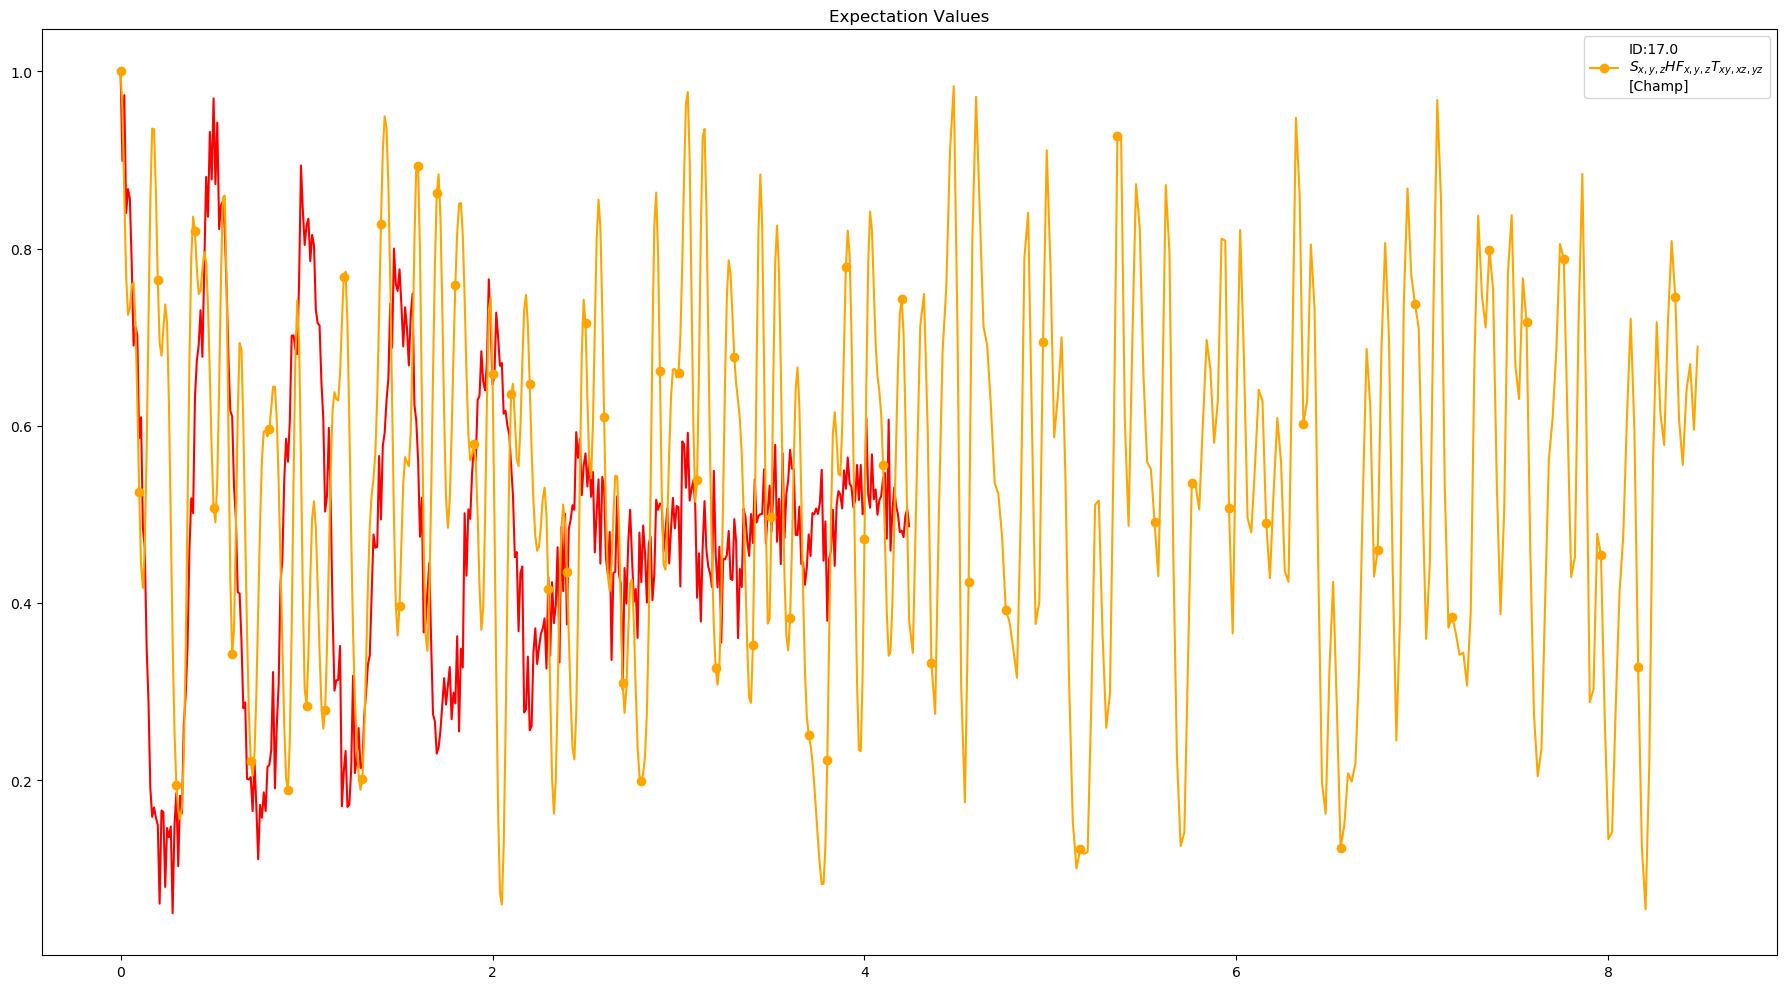 Expectation Values
ID:17.0
S_{x,y,z}HF_{x,y,z}T_{xy,xz,yz}
[Champ]
1.0
0.8
0.6
0.4
0.2
0 2 4 6 8